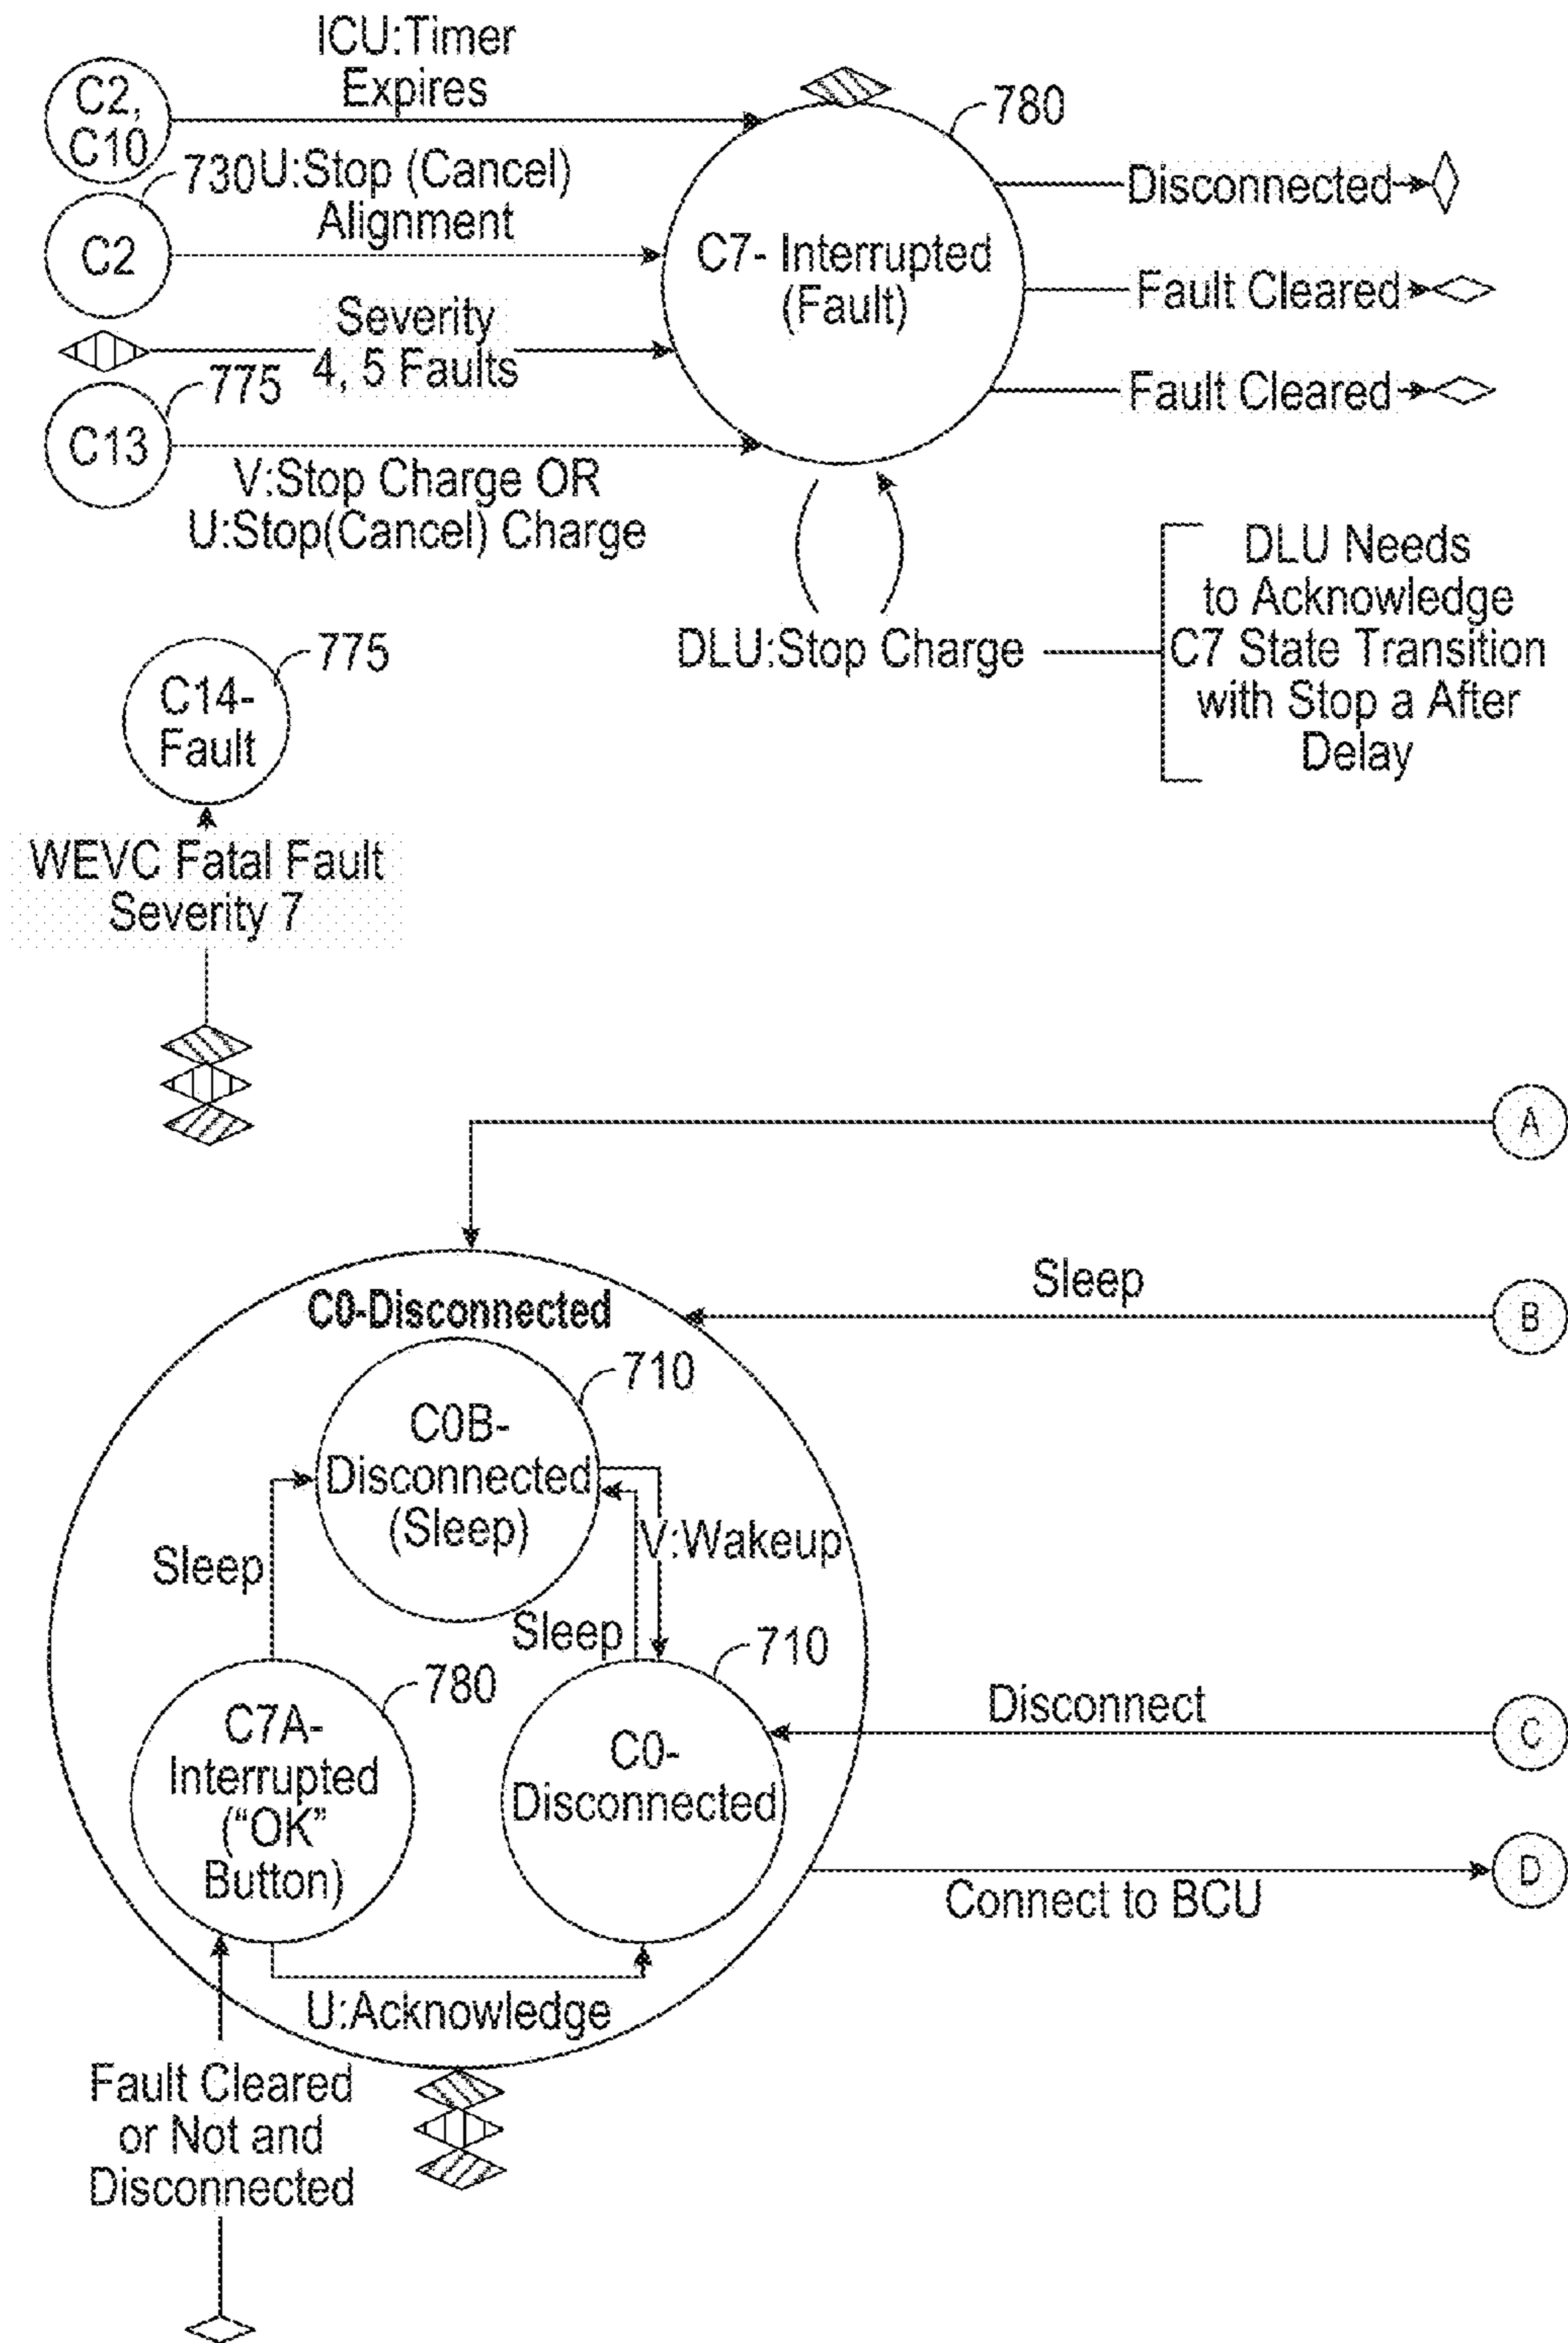 ICU:Timer
Expires
C2,
C10
780
730
U:Stop (Cancel)
Alignment
C2
Disconnected
C7- Interrupted
(Fault)
Fault Cleared
Severity
4, 5 Faults
775
Fault Cleared
C13
V:Stop Charge OR
U:Stop(Cancel) Charge
DLU:Stop Charge
DLU Needs
to Acknowledge
C7 State Transition
with Stop a After
Delay
775
C14-
Fault
WEVC Fatal Fault
Severity 7
A
Sleep
B
C0-Disconnected
710
C0B-
Disconnected
(Sleep)
Sleep
V:Wakeup
Sleep
710
780
C7A-
Interrupted
("OK"
Button)
C0-
Disconnected
Disconnect
C
D
Connect to BCU
U:Acknowledge
Fault Cleared
or Not and
Disconnected